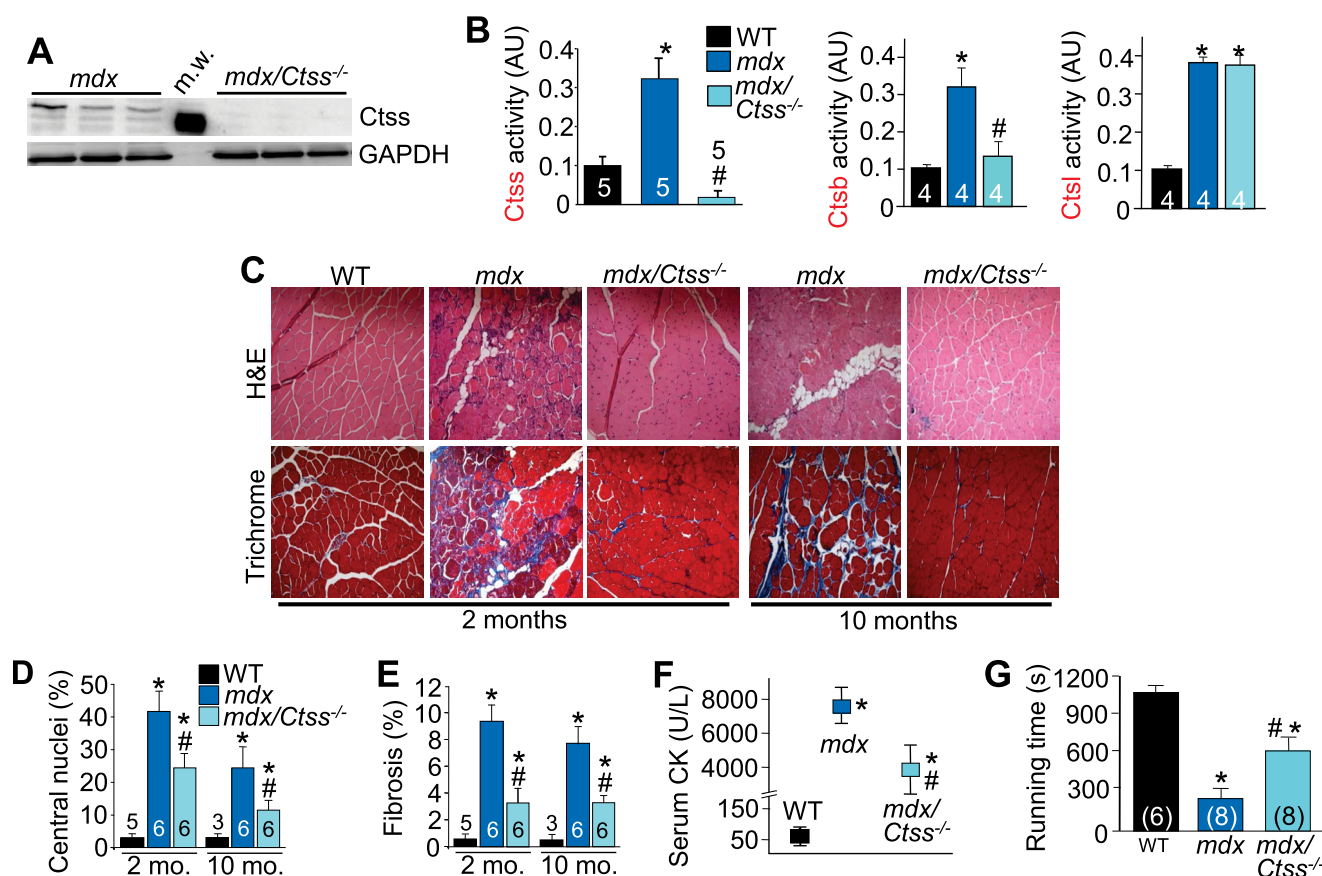 A
mdx
m.w.
mdx/Ctss-/-
Ctss
GAPDH
B
Ctss activity (AU)
0.4
0.3
0.2
0.1
0
5
5
5
#
*
WT
mdx
mdx/
Ctss-/-
Ctsb activity (AU)
0.4
0.3
0.2
0.1
0
4
4
4
*
#
Ctsl activity (AU)
0.4
0.3
0.2
0.1
0
4
4
4
*
*
C
WT
mdx
mdx/Ctss-/-
mdx
mdx/Ctss-/-
H&E
Trichrome
2 months
10 months
D
Central nuclei (%)
50
40
30
20
10
0
WT
mdx
mdx/Ctss-/-
5
*
6
*
#
6
3
*
6
*
#
6
2 mo.
10 mo.
E
Fibrosis (%)
12
10
8
6
4
2
0
5
*
6
*
#
6
3
*
6
*
#
6
2 mo.
10 mo.
F
Serum CK (U/L)
8000
6000
4000
150
50
WT
*
mdx
*
#
mdx/
Ctss-/-
G
Running time (s)
1200
900
600
300
0
(6)
*
(8)
# *
(8)
WT
mdx
mdx/
Ctss-/-